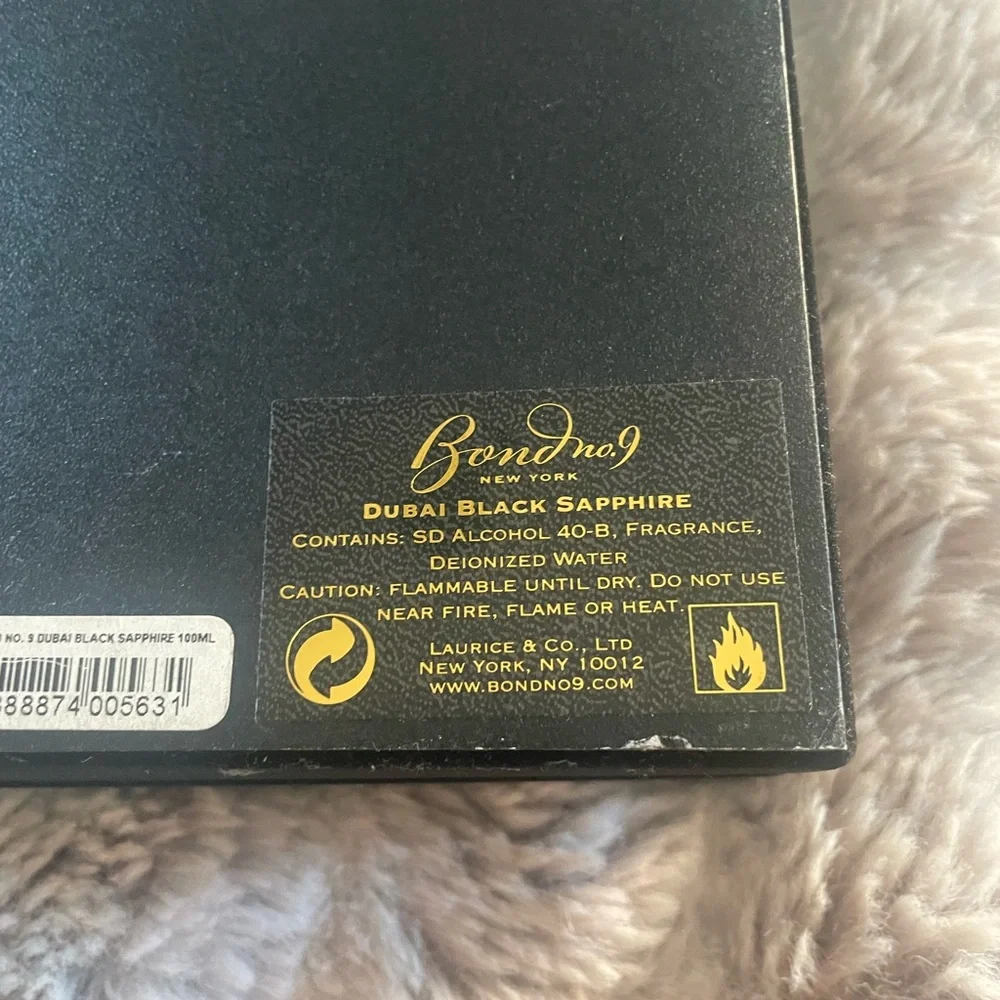 Bond no.9
NEW YORK
DUBAI BLACK SAPPHIRE
CONTAINS: SD ALCOHOL 40-B, FRAGRANCE,
DEIONIZED WATER
CAUTION: FLAMMABLE UNTIL DRY. DO NOT USE
NEAR FIRE, FLAME OR HEAT.
LAURICE & CO., LTD
NEW YORK, NY 10012
WWW.BONDNO9.COM
NO. 9 DUBAI BLACK SAPPHIRE 100ML
88874 005631